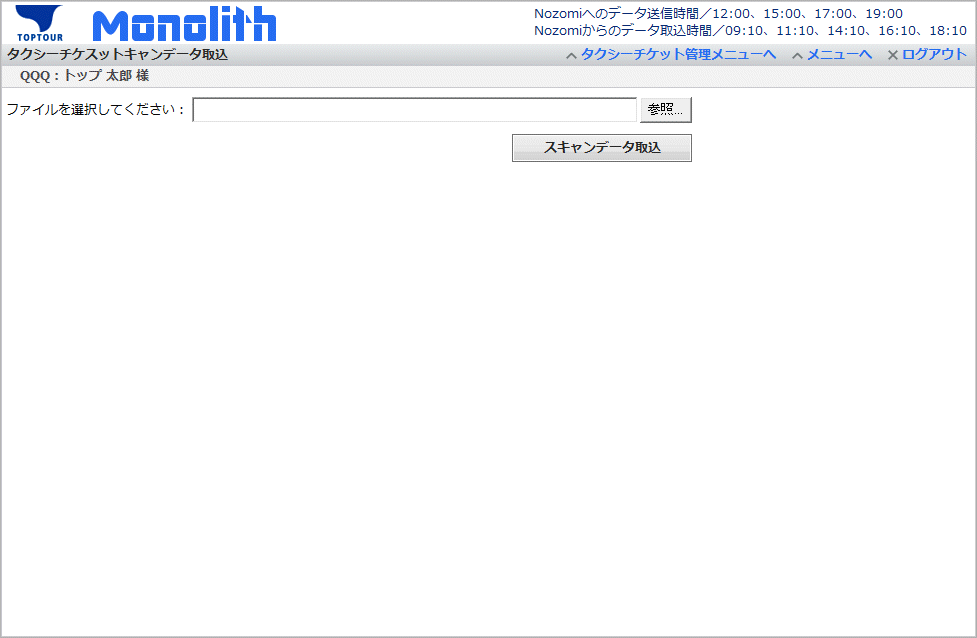 TOPTOUR
Monolith
Nozomiへのデータ送信時間／12:00、15:00、17:00、19:00
Nozomiからのデータ取込時間／09:10、11:10、14:10、16:10、18:10
タクシーチケスットキャンデータ取込
タクシーチケット管理メニューへ メニューへ ログアウト
QQQ：トップ 太郎 様
ファイルを選択してください： 参照...
スキャンデータ取込